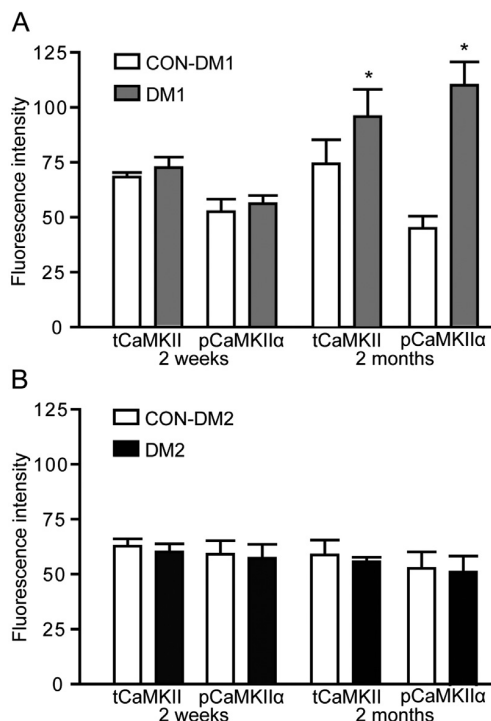 A
125
100
75
50
25
0
Fluorescence intensity
CON-DM1
DM1
*
*
tCaMKII pCaMKIIα tCaMKII pCaMKIIα
2 weeks 2 months
B
125
100
75
50
25
0
Fluorescence intensity
CON-DM2
DM2
tCaMKII pCaMKIIα tCaMKII pCaMKIIα
2 weeks 2 months